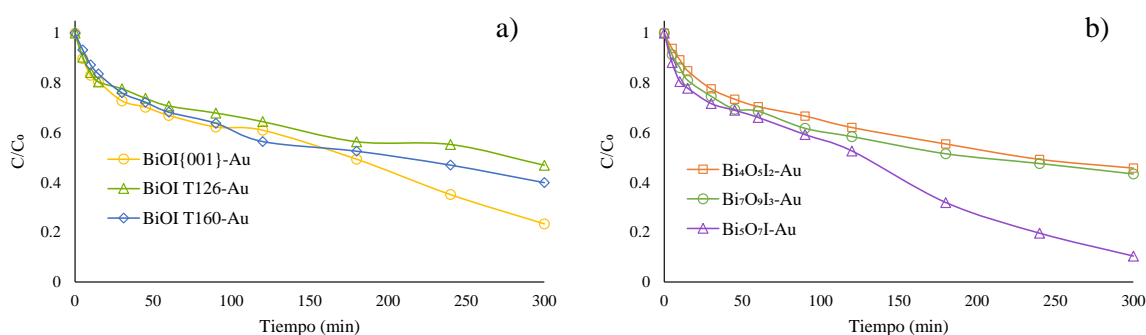 a)
C/C₀
1
0.8
0.6
0.4
0.2
0
BiOI{001}-Au
BiOI T126-Au
BiOI T160-Au
0 50 100 150 200 250 300
Tiempo (min)
b)
C/C₀
1
0.8
0.6
0.4
0.2
0
Bi₄O₅I₂-Au
Bi₇O₉I₃-Au
Bi₅O₇I-Au
0 50 100 150 200 250 300
Tiempo (min)